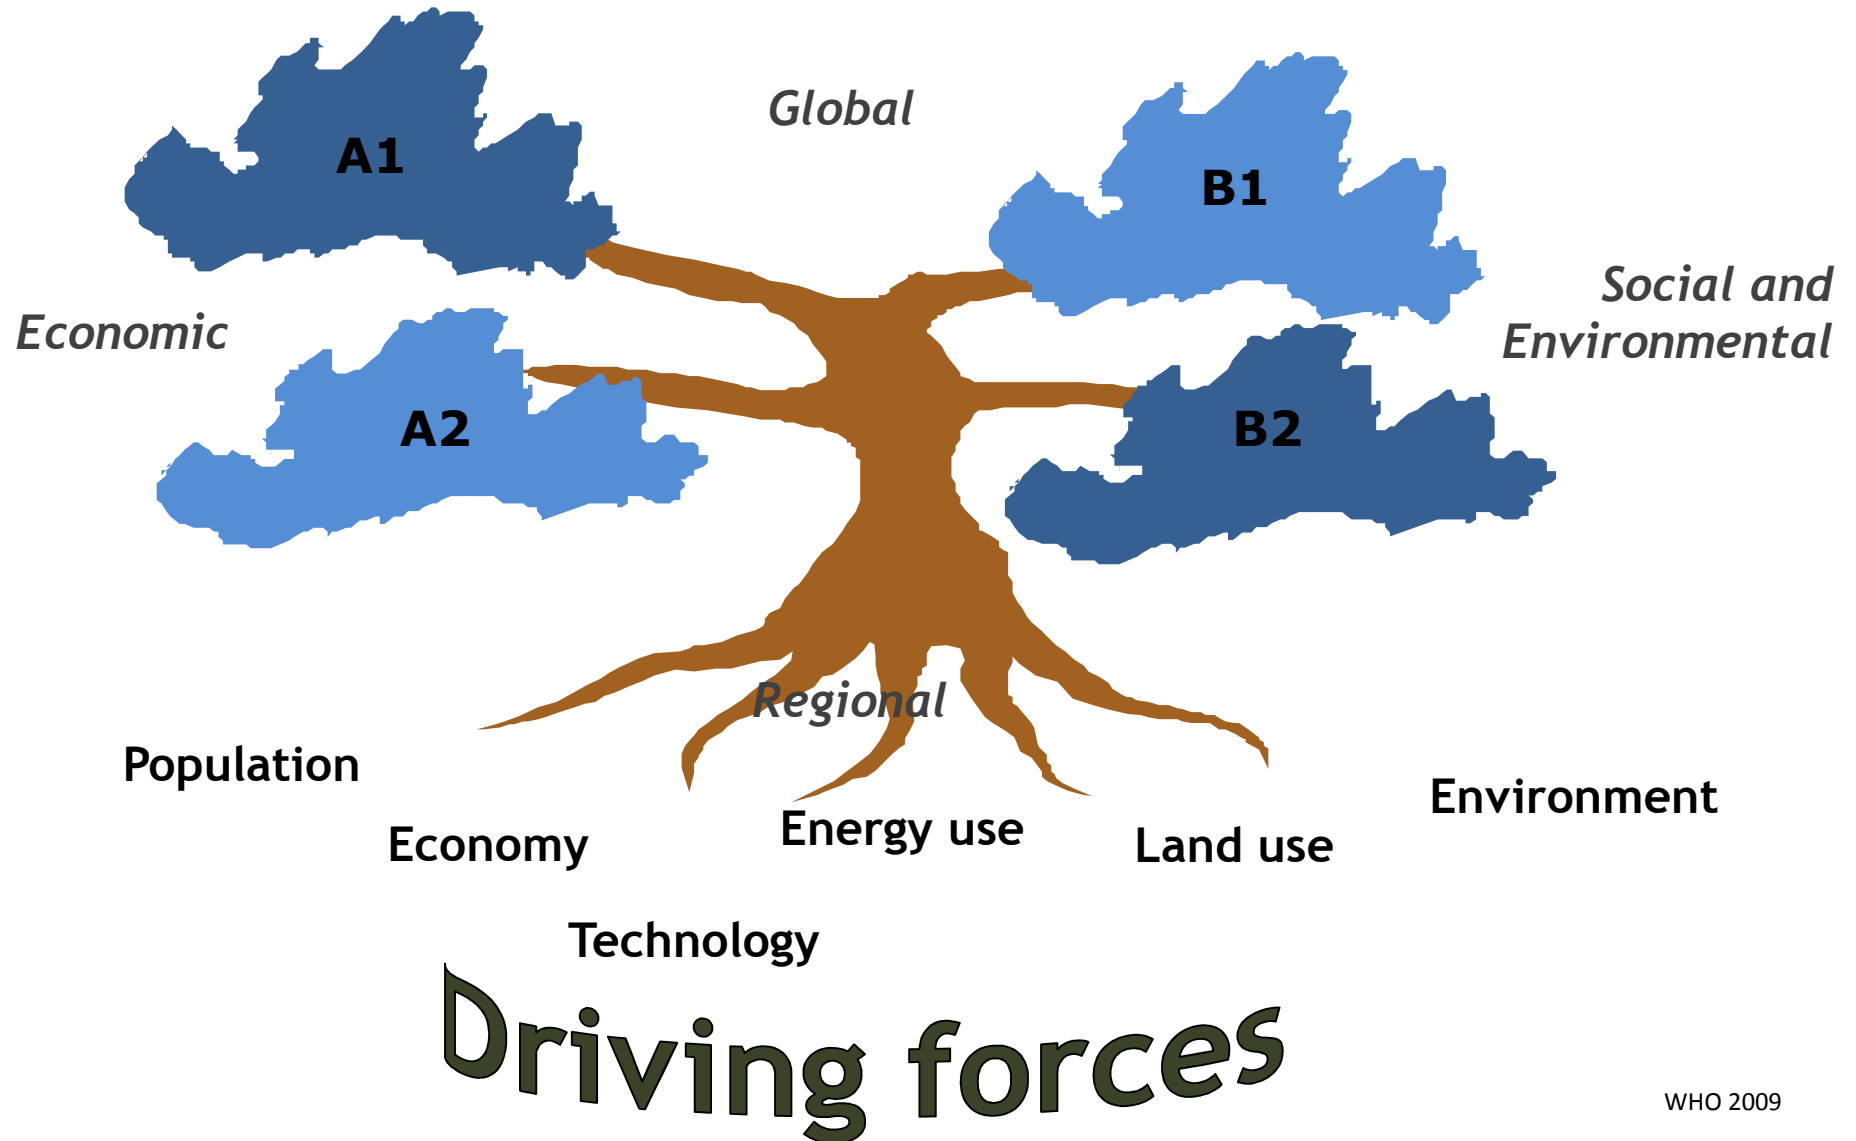 Global
A1
B1
Economic
Social and
Environmental
A2
B2
Regional
Population
Environment
Economy
Energy use
Land use
Technology
Driving forces
WHO 2009